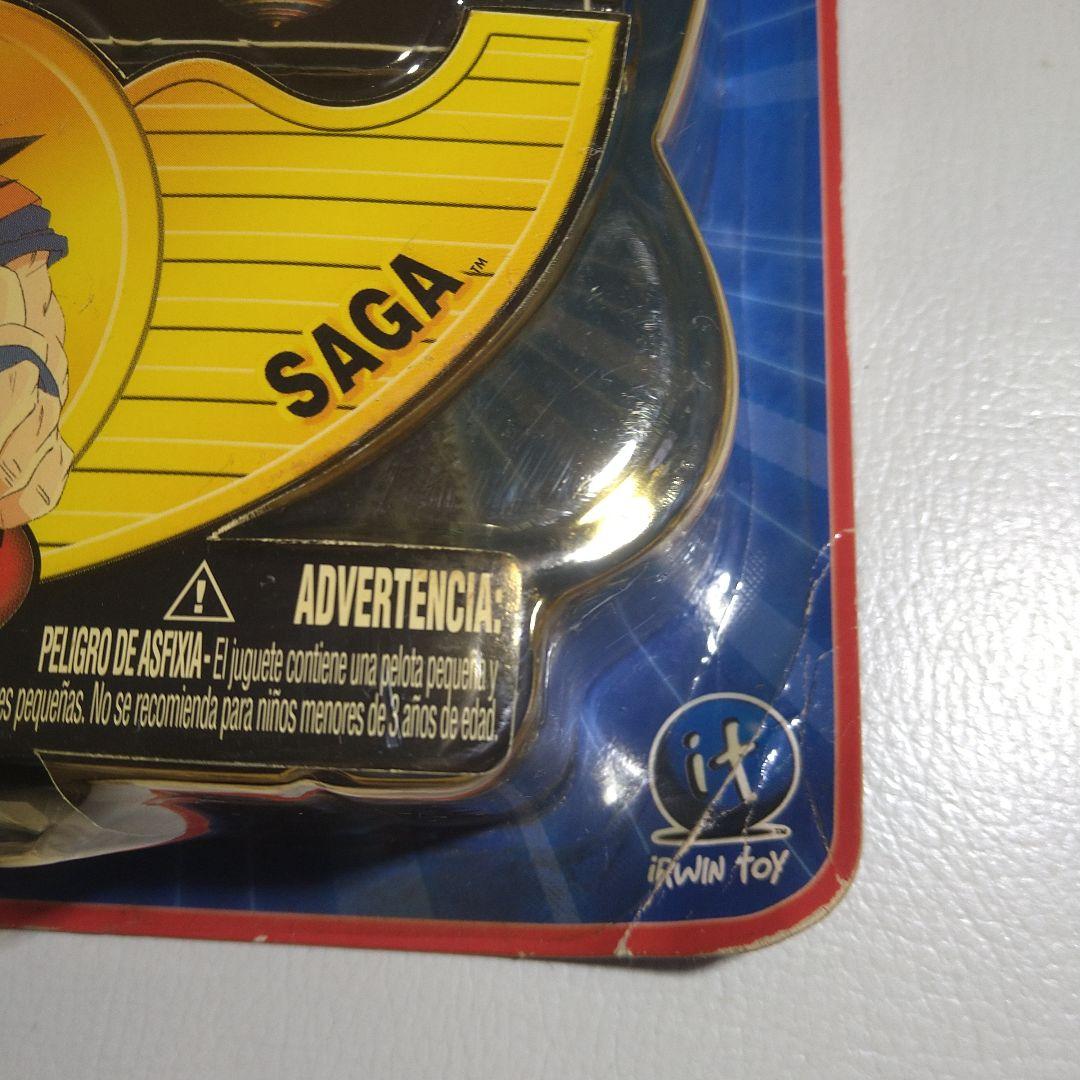 SAGA™
ADVERTENCIA:
PELIGRO DE ASFIXIA - El juguete contiene una pelota pequeña y
es pequeñas. No se recomienda para niños menores de 3 años de edad.
it
iRWIN toY